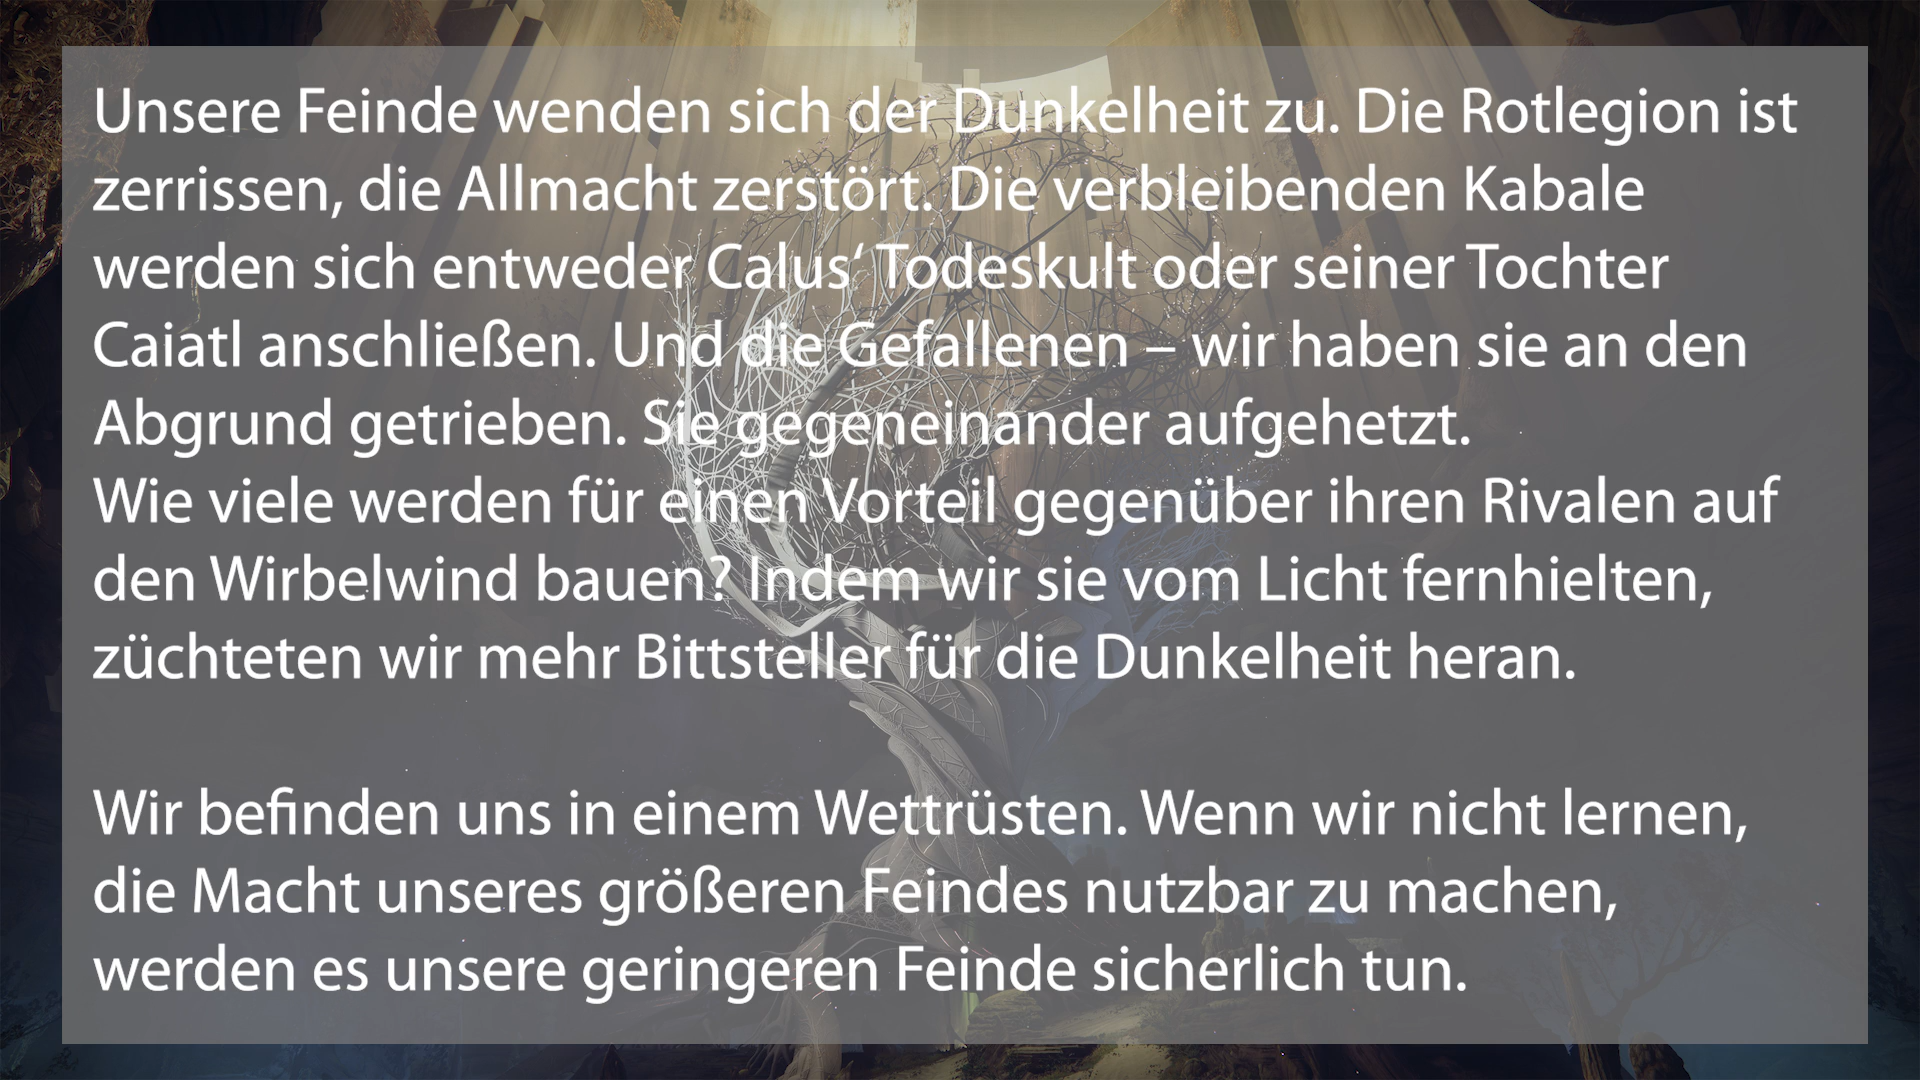 Unsere Feinde wenden sich der Dunkelheit zu. Die Rotlegion ist
zerrissen, die Allmacht zerstört. Die verbleibenden Kabale
werden sich entweder Calus‘ Todeskult oder seiner Tochter
Caiatl anschließen. Und die Gefallenen – wir haben sie an den
Abgrund getrieben. Sie gegeneinander aufgehetzt.
Wie viele werden für einen Vorteil gegenüber ihren Rivalen auf
den Wirbelwind bauen? Indem wir sie vom Licht fernhielten,
züchteten wir mehr Bittsteller für die Dunkelheit heran.
Wir befinden uns in einem Wettrüsten. Wenn wir nicht lernen,
die Macht unseres größeren Feindes nutzbar zu machen,
werden es unsere geringeren Feinde sicherlich tun.